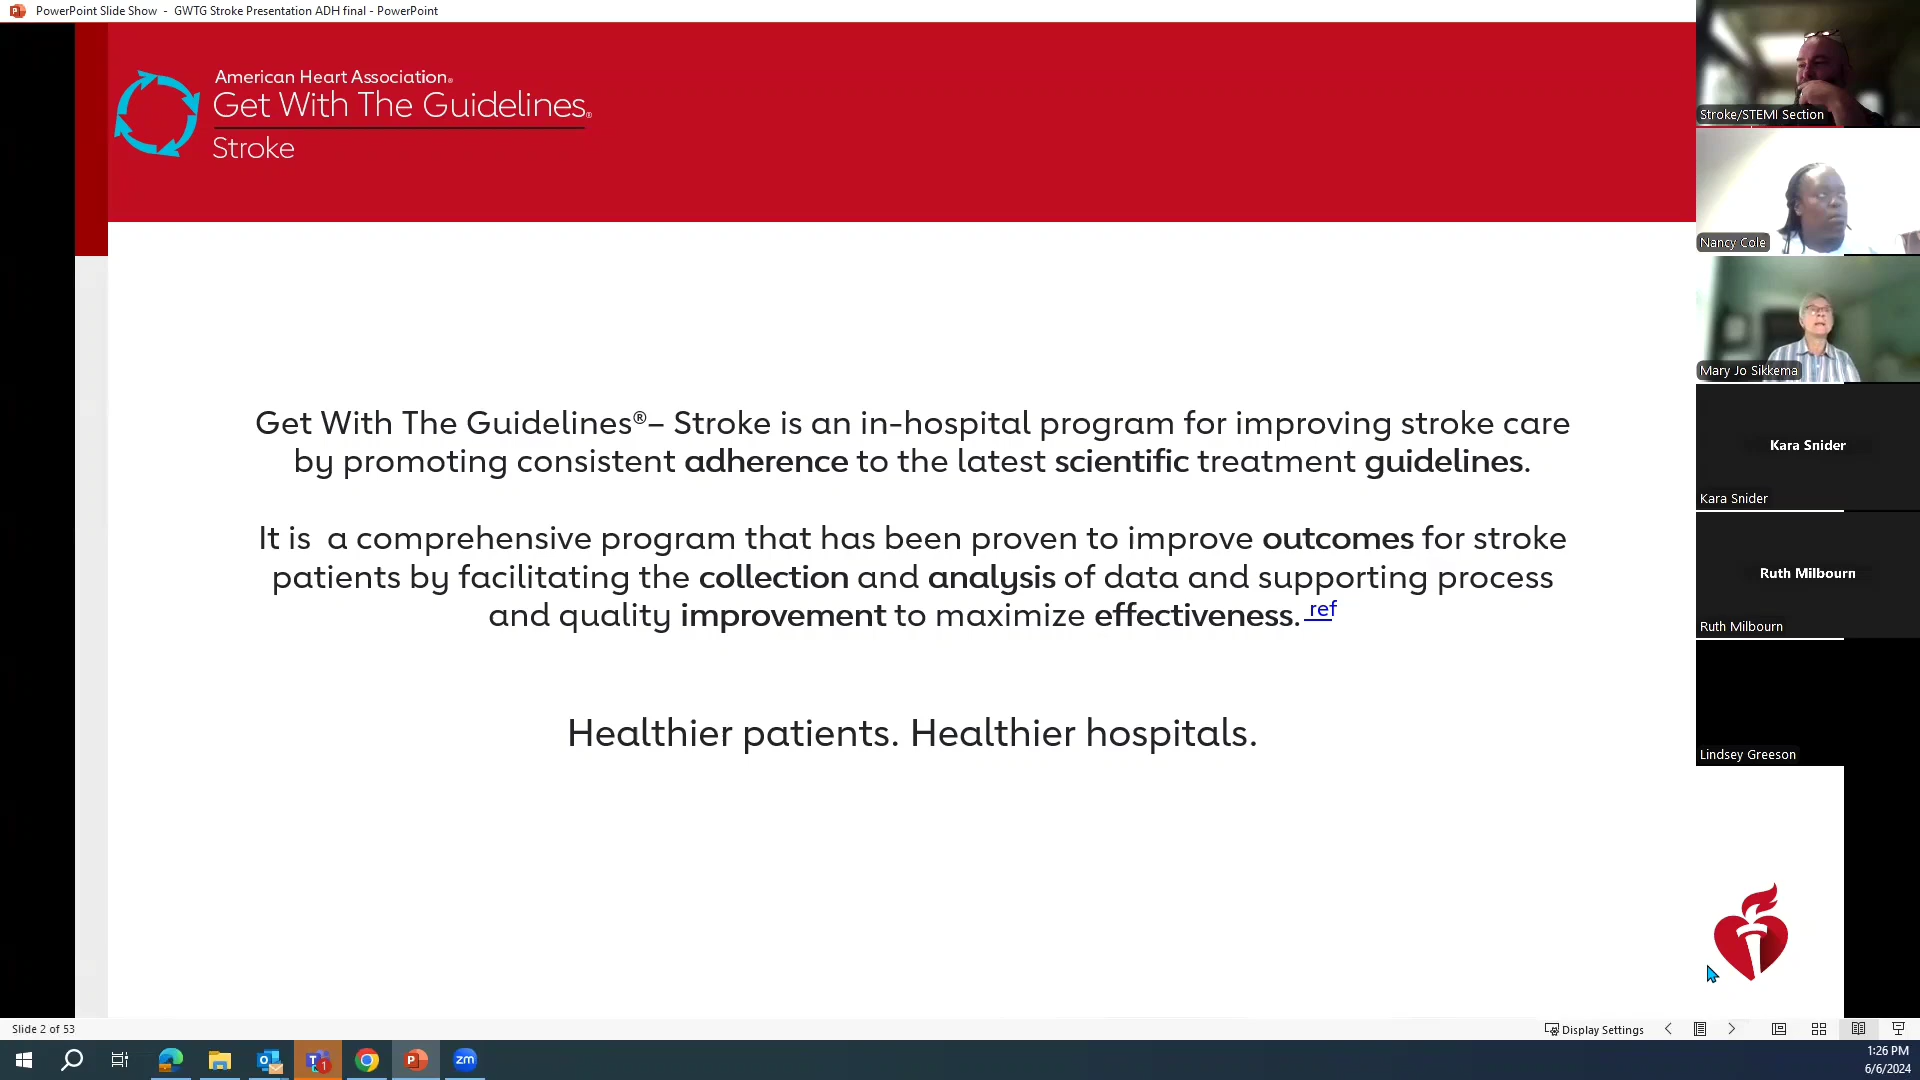 PowerPoint Slide Show - GWTG Stroke Presentation ADH final - PowerPoint
American Heart Association®
Get With The Guidelines®
Stroke
Get With The Guidelines®– Stroke is an in-hospital program for improving stroke care
by promoting consistent adherence to the latest scientific treatment guidelines.
It is a comprehensive program that has been proven to improve outcomes for stroke
patients by facilitating the collection and analysis of data and supporting process
and quality improvement to maximize effectiveness. ref
Healthier patients. Healthier hospitals.
Stroke/STEMI Section
Nancy Cole
Mary Jo Sikkema
Kara Snider
Kara Snider
Ruth Milbourn
Ruth Milbourn
Lindsey Greeson
Slide 2 of 53
Display Settings
1
zm
1:26 PM
6/6/2024